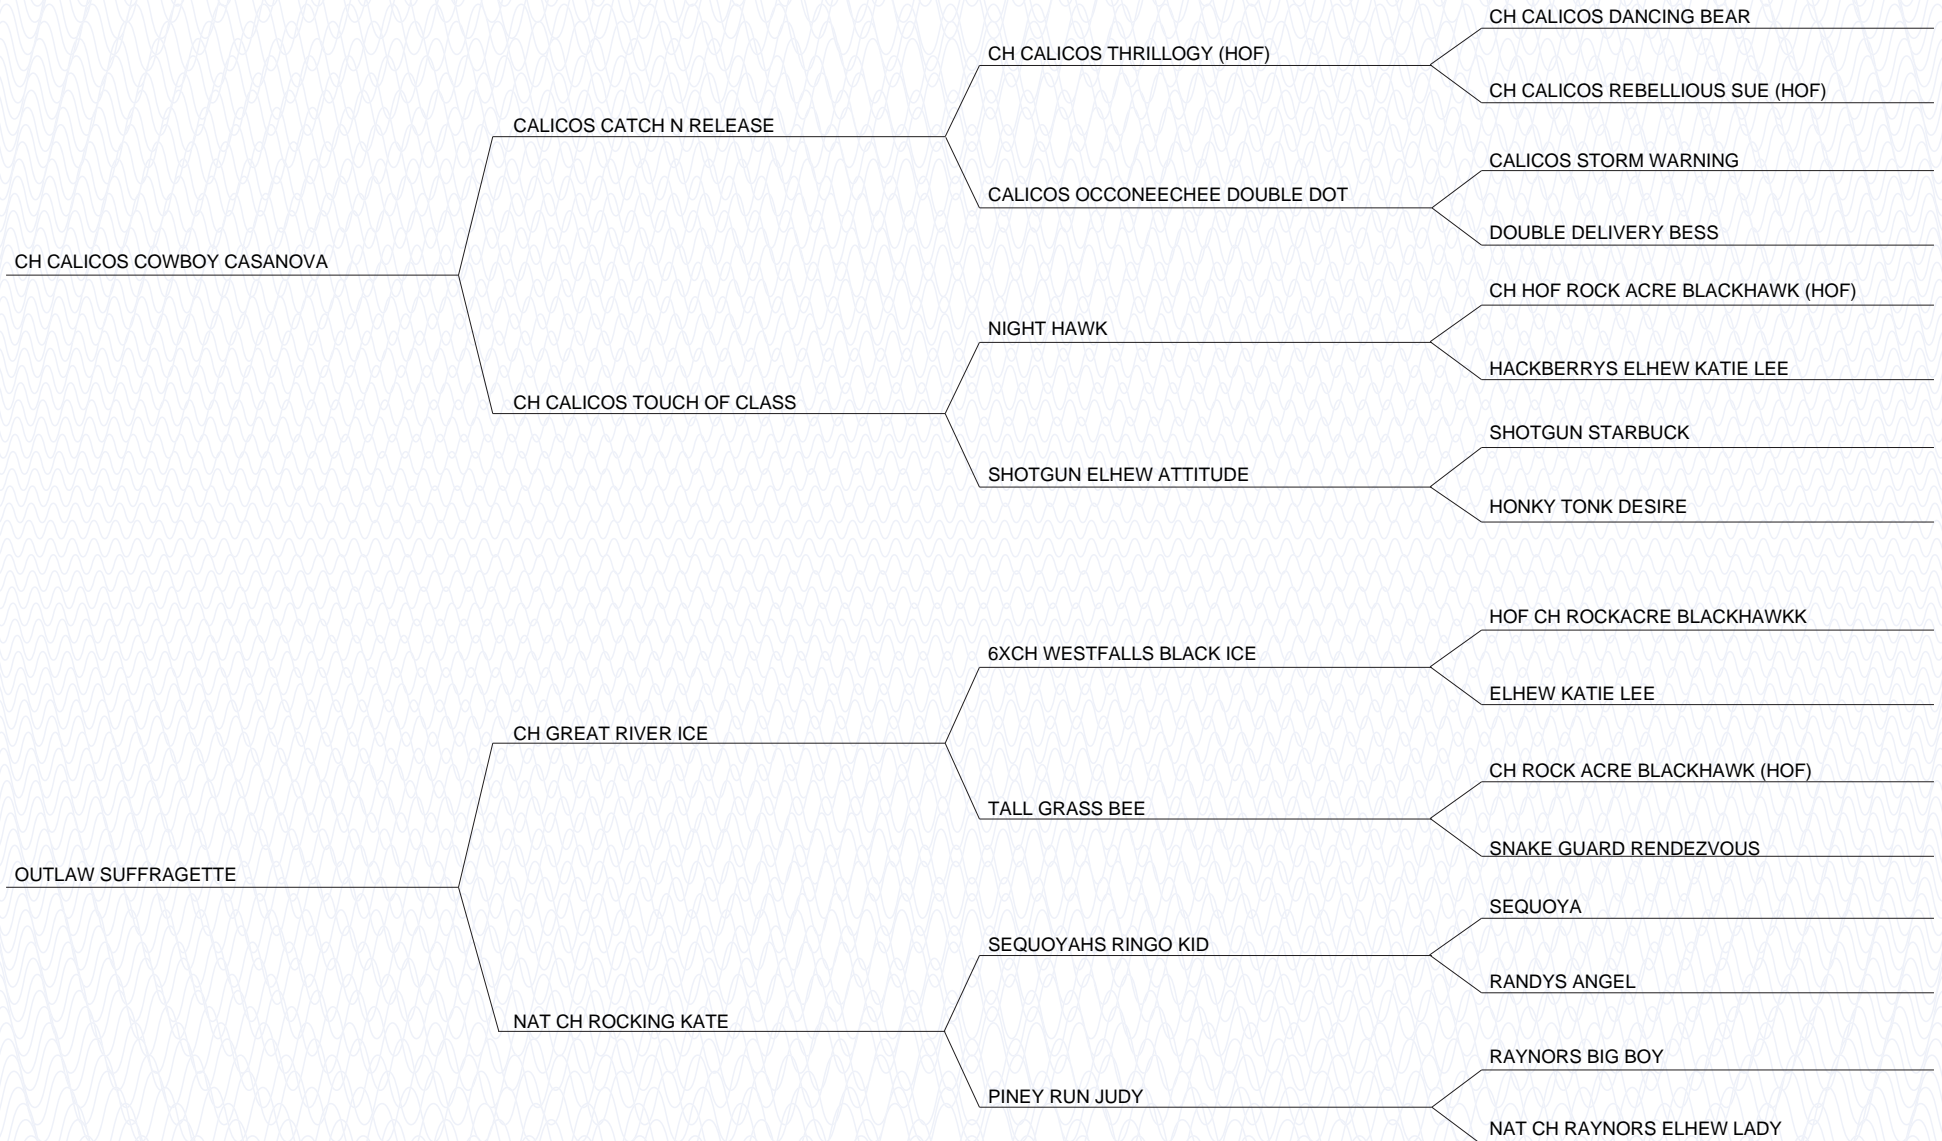 CH CALICOS DANCING BEAR
CH CALICOS THRILLOGY (HOF)
CH CALICOS REBELLIOUS SUE (HOF)
CALICOS CATCH N RELEASE
CALICOS STORM WARNING
CALICOS OCCONEECHEE DOUBLE DOT
DOUBLE DELIVERY BESS
CH CALICOS COWBOY CASANOVA
CH HOF ROCK ACRE BLACKHAWK (HOF)
NIGHT HAWK
HACKBERRYS ELHEW KATIE LEE
CH CALICOS TOUCH OF CLASS
SHOTGUN STARBUCK
SHOTGUN ELHEW ATTITUDE
HONKY TONK DESIRE
HOF CH ROCKACRE BLACKHAWKK
6XCH WESTFALLS BLACK ICE
ELHEW KATIE LEE
CH GREAT RIVER ICE
CH ROCK ACRE BLACKHAWK (HOF)
TALL GRASS BEE
SNAKE GUARD RENDEZVOUS
OUTLAW SUFFRAGETTE
SEQUOYA
SEQUOYAHS RINGO KID
RANDYS ANGEL
NAT CH ROCKING KATE
RAYNORS BIG BOY
PINEY RUN JUDY
NAT CH RAYNORS ELHEW LADY